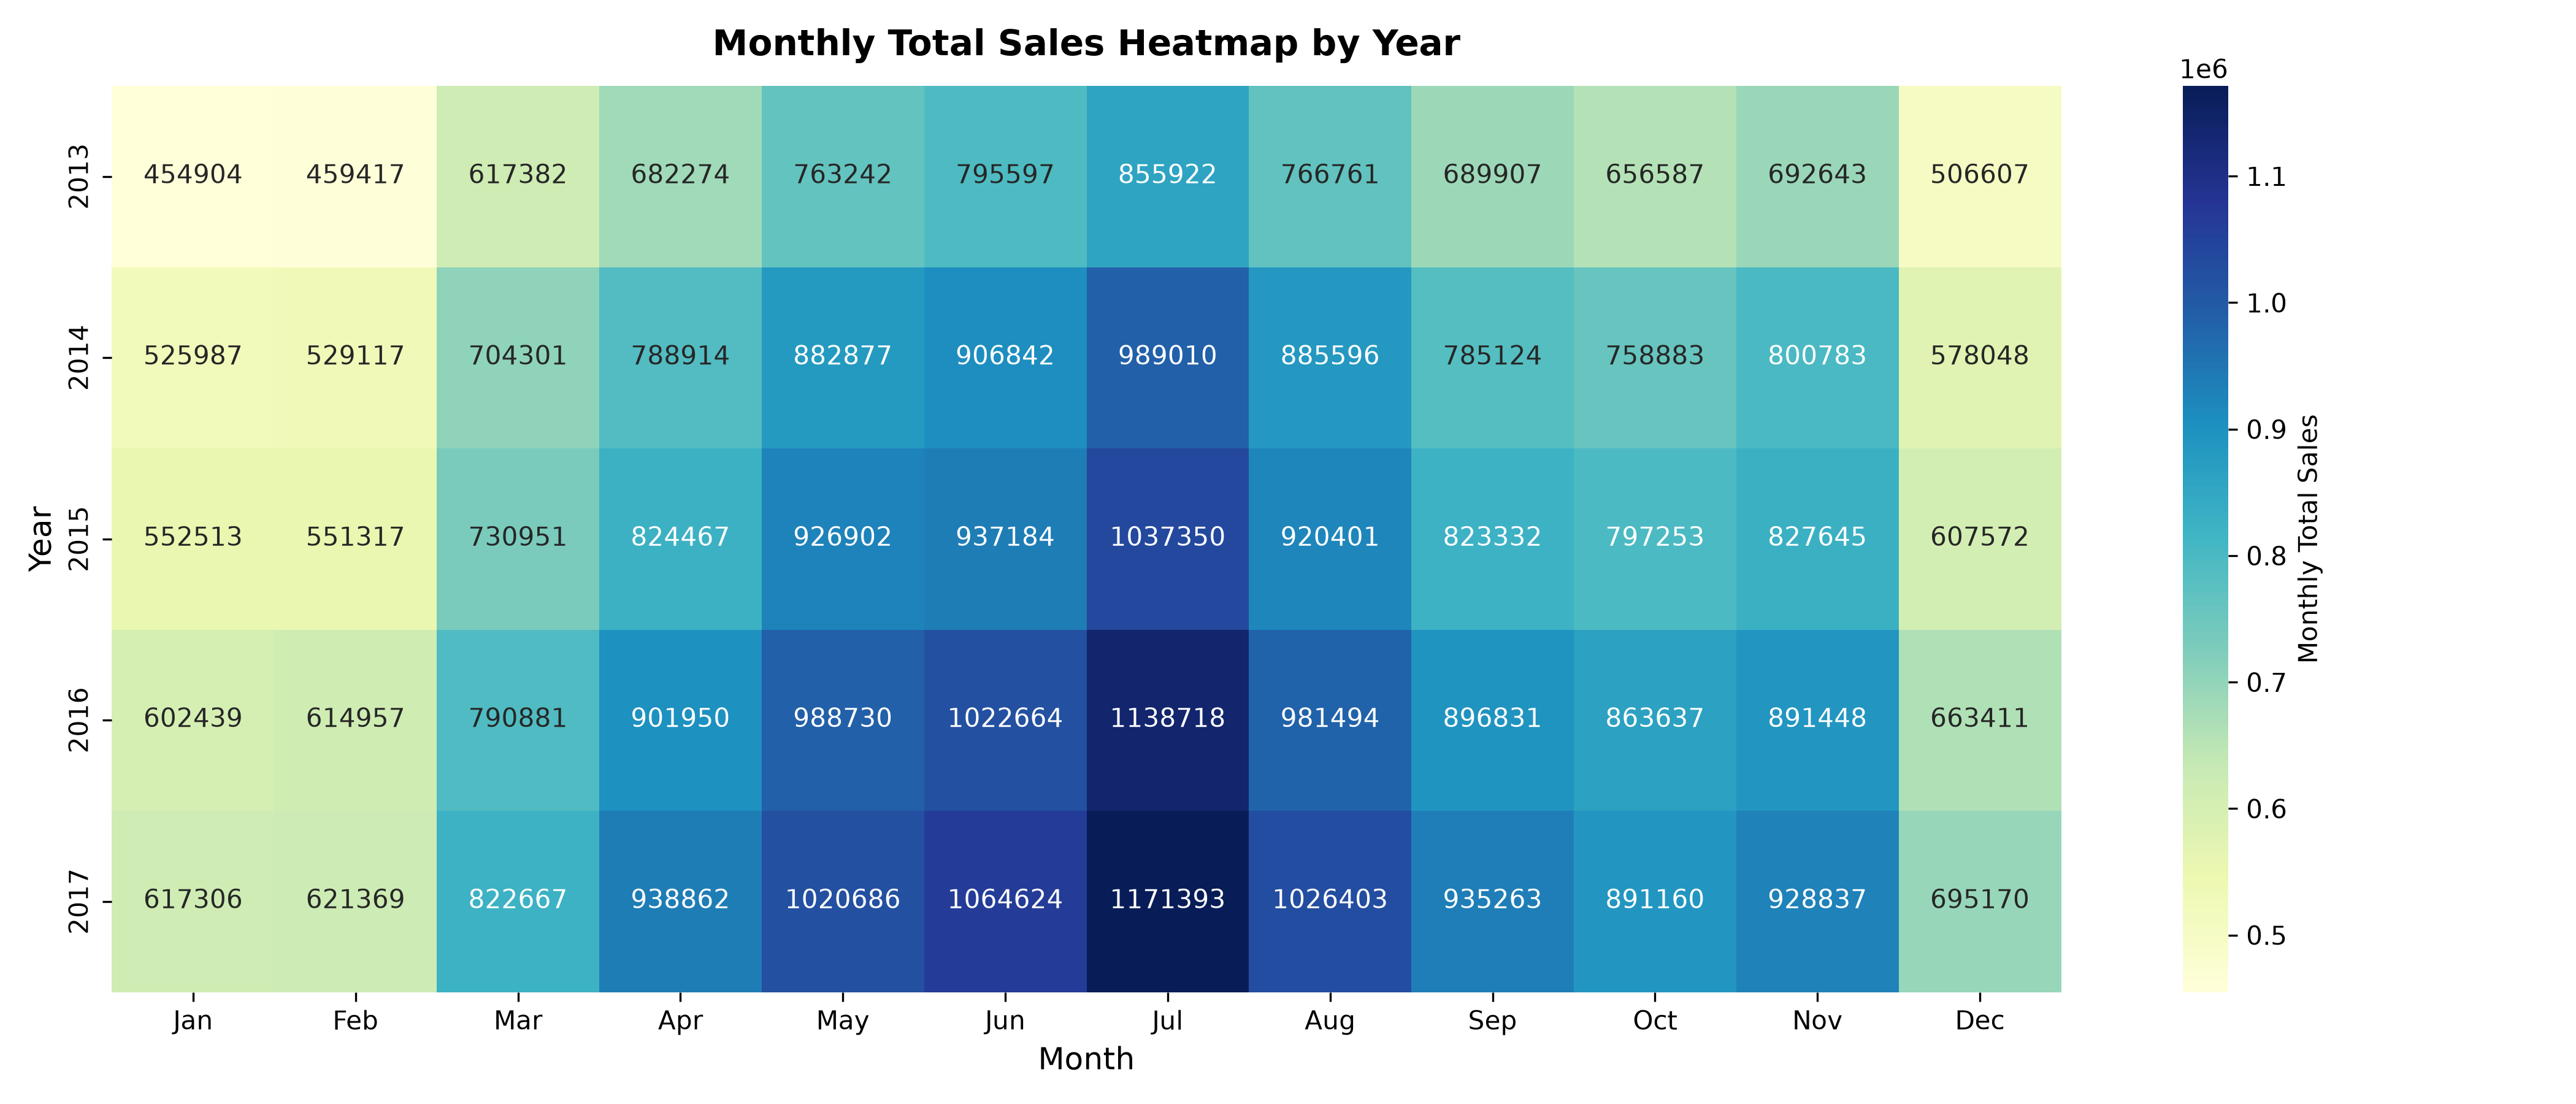 Monthly Total Sales Heatmap by Year
1e6
2013 454904 459417 617382 682274 763242 795597 855922 766761 689907 656587 692643 506607
2014 525987 529117 704301 788914 882877 906842 989010 885596 785124 758883 800783 578048
2015 552513 551317 730951 824467 926902 937184 1037350 920401 823332 797253 827645 607572
2016 602439 614957 790881 901950 988730 1022664 1138718 981494 896831 863637 891448 663411
2017 617306 621369 822667 938862 1020686 1064624 1171393 1026403 935263 891160 928837 695170
Jan Feb Mar Apr May Jun Jul Aug Sep Oct Nov Dec
Month
Year
1.1
1.0
0.9
0.8
0.7
0.6
0.5
Monthly Total Sales